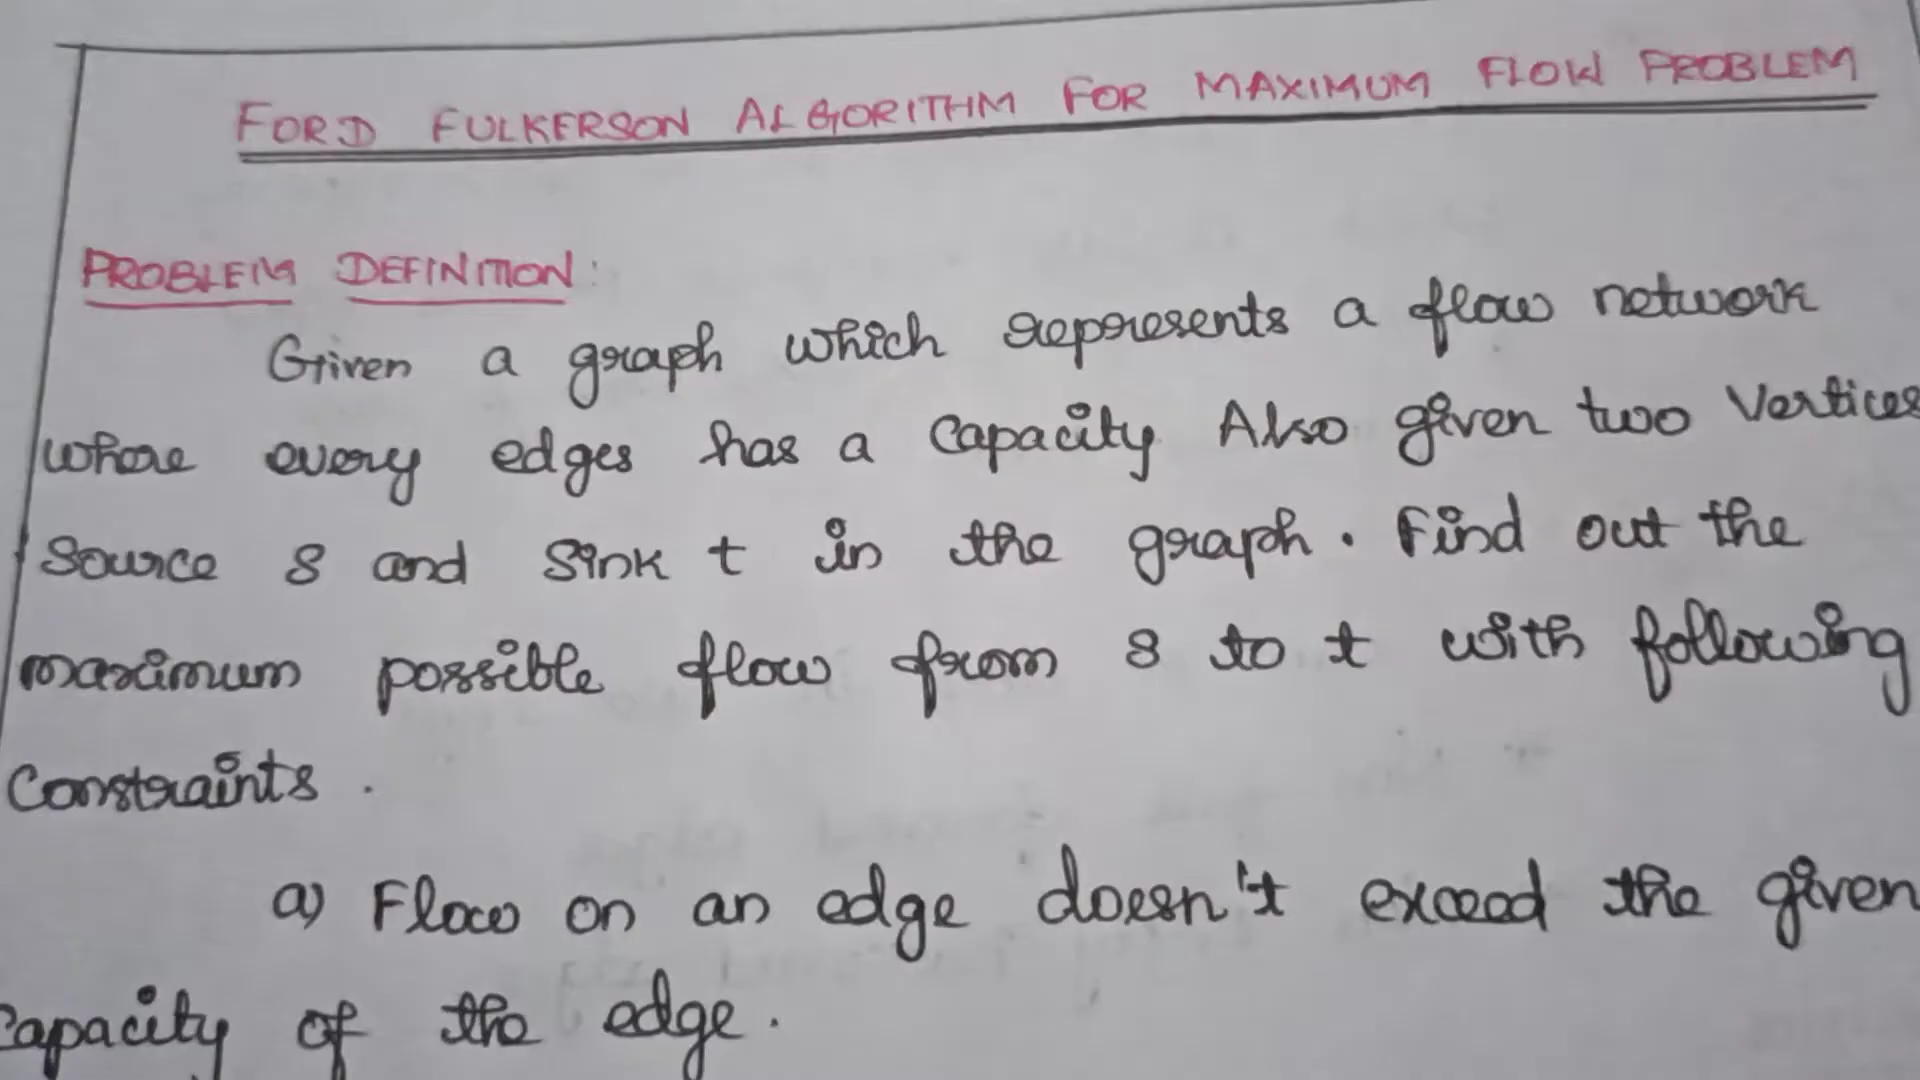 FORD FULKERSON ALGORITHM FOR MAXIMUM FLOW PROBLEM
PROBLEM DEFINITION:
Given a graph which represents a flow network
where every edges has a capacity Also given two Vertices
Source s and Sink t in the graph. Find out the
maximum possible flow from s to t with following
Constraints.
a) Flow on an edge doesn't exceed the given
capacity of the edge.